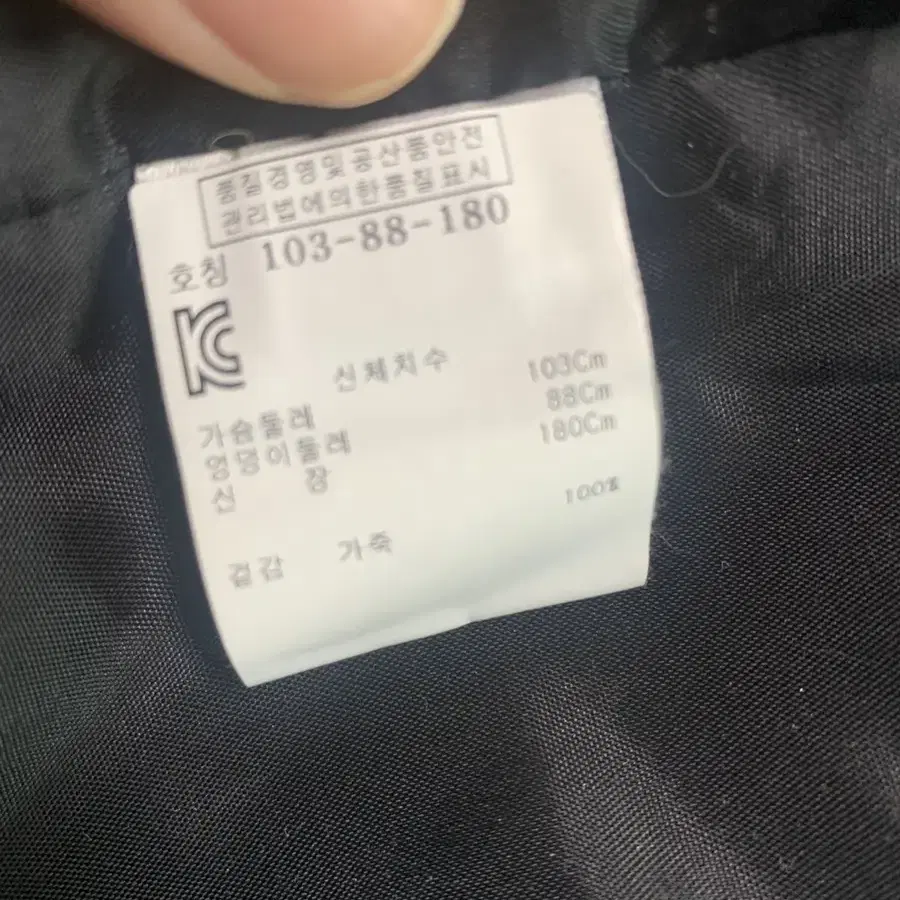 품질경영및공산품안전
관리법에의한품질표시
호칭 103-88-180
KC
신체치수
가슴둘레 103Cm
엉덩이둘레 88Cm
신 장 180Cm
겉감 가죽 100%